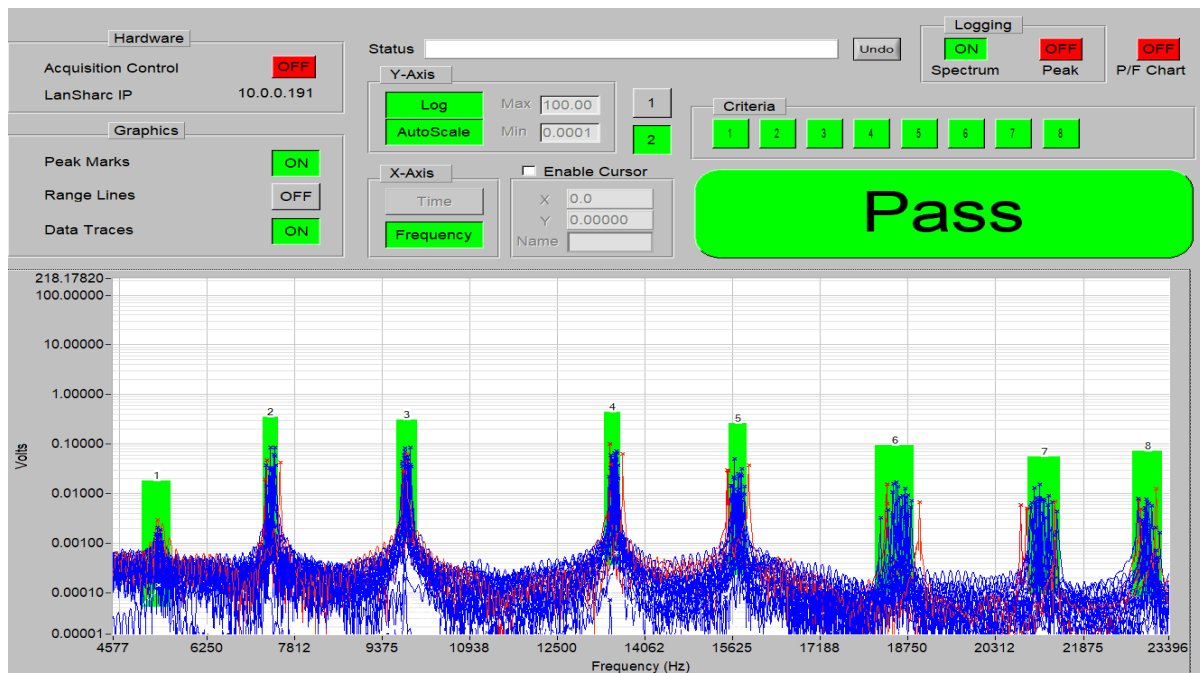 Hardware
Acquisition Control OFF
LanSharc IP 10.0.0.191
Graphics
Peak Marks ON
Range Lines OFF
Data Traces ON
Status Undo
Y-Axis
Log Max 100.00
AutoScale Min 0.0001
1
2
X-Axis
Time
Frequency
Enable Cursor
X 0.0
Y 0.00000
Name
Logging
ON OFF OFF
Spectrum Peak P/F Chart
Criteria
1 2 3 4 5 6 7 8
Pass
218.17820
100.00000
10.00000
1.00000
0.10000
0.01000
0.00100
0.00010
0.00001
Volts
1 2 3 4 5 6 7 8
4577 6250 7812 9375 10938 12500 14062 15625 17188 18750 20312 21875 23396
Frequency (Hz)